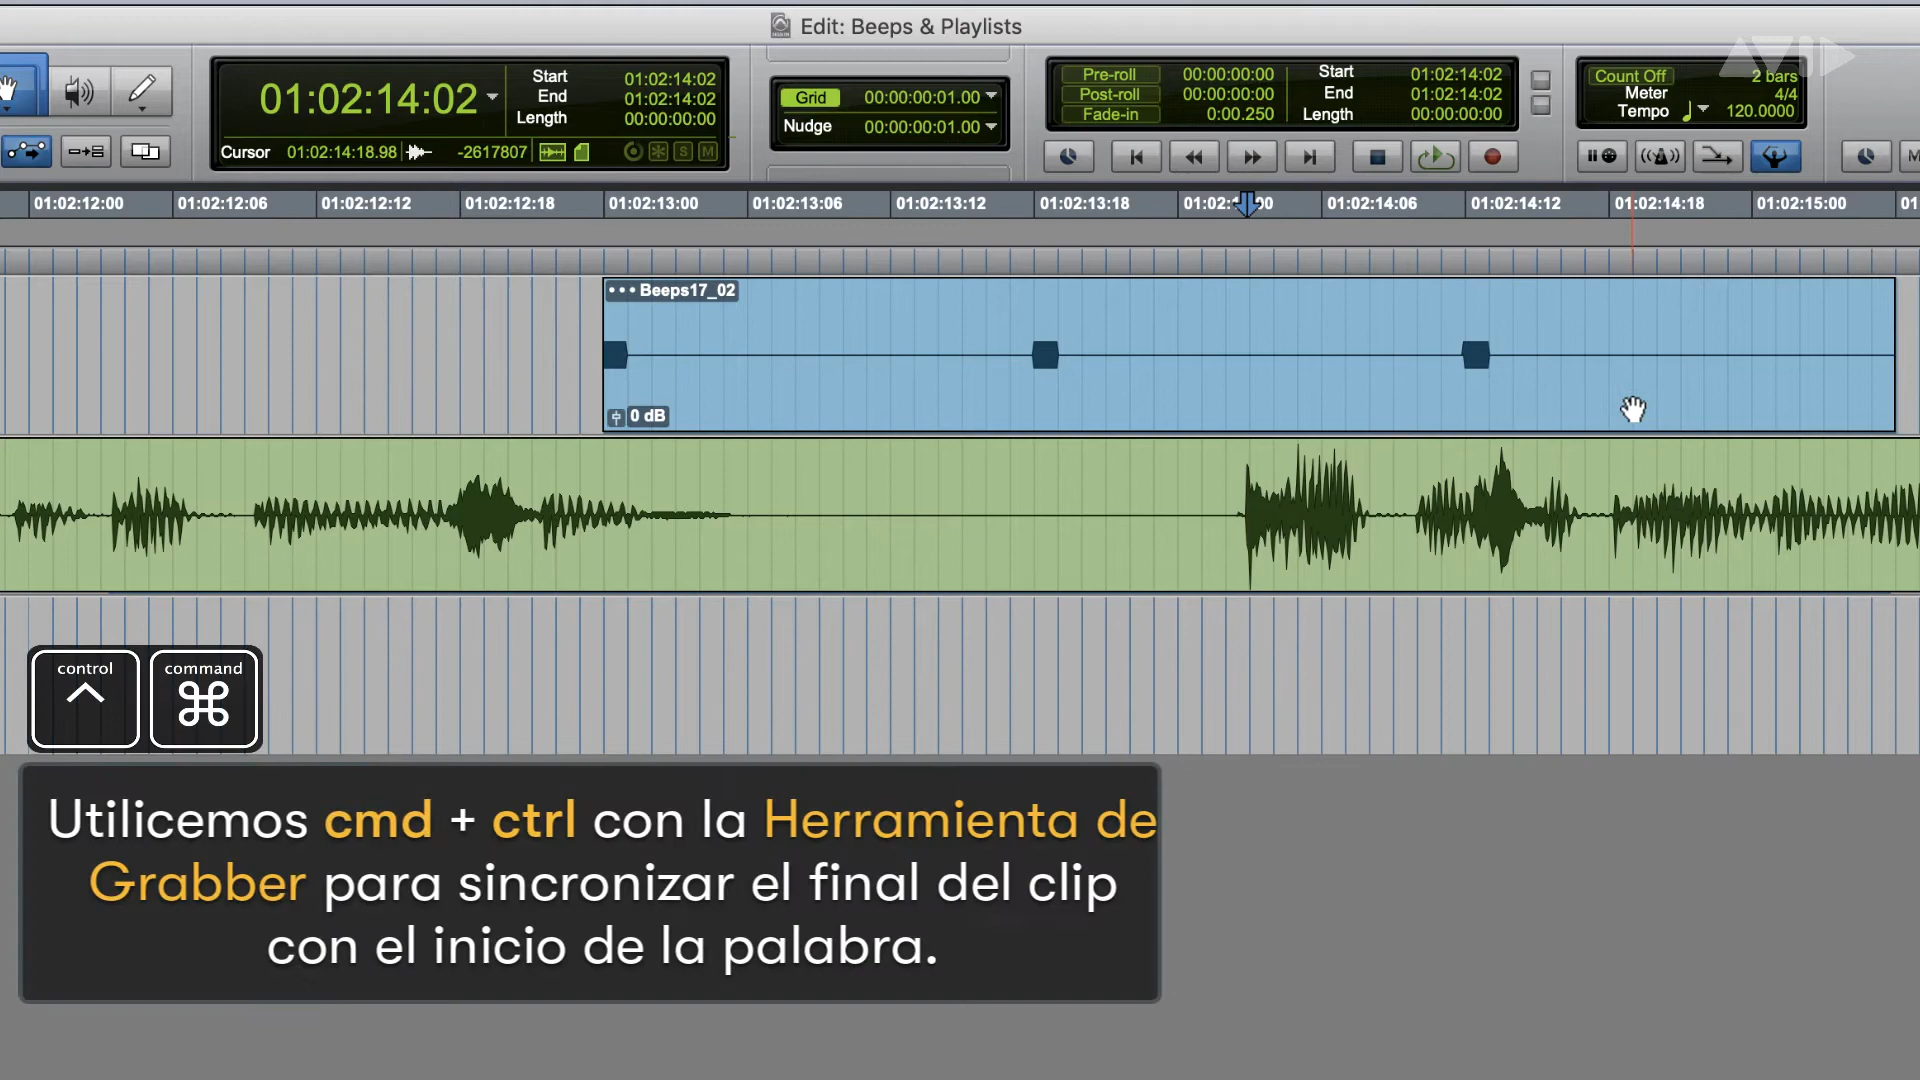 Edit: Beeps & Playlists
01:02:14:02
Start 01:02:14:02
End 01:02:14:02
Length 00:00:00:00
Cursor 01:02:14:18.98 -2617807
S M
Grid 00:00:00:01.00
Nudge 00:00:00:01.00
Pre-roll 00:00:00:00
Post-roll 00:00:00:00
Fade-in 0:00.250
Start 01:02:14:02
End 01:02:14:02
Length 00:00:00:00
AVID
Count Off 2 bars
Meter 4/4
Tempo 120.0000
01:02:12:00 01:02:12:06 01:02:12:12 01:02:12:18 01:02:13:00 01:02:13:06 01:02:13:12 01:02:13:18 01:02: 00 01:02:14:06 01:02:14:12 01:02:14:18 01:02:15:00 01
Beeps17_02
0 dB
control command
Utilicemos cmd + ctrl con la Herramienta de
Grabber para sincronizar el final del clip
con el inicio de la palabra.